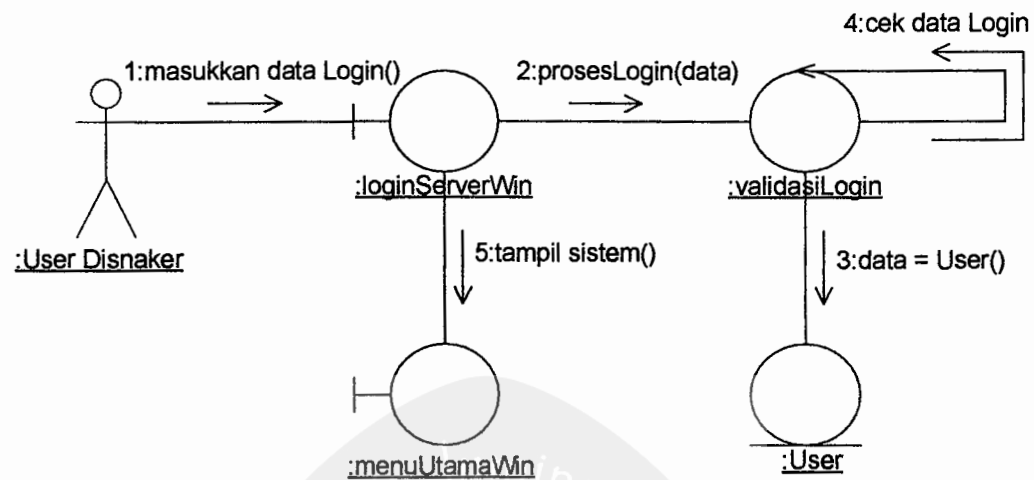 4:cek data Login
1:masukkan data Login()
2:prosesLogin(data)
:loginServerWin
:validasiLogin
:User Disnaker
5:tampil sistem()
3:data = User()
:menuUtamaWin
:User